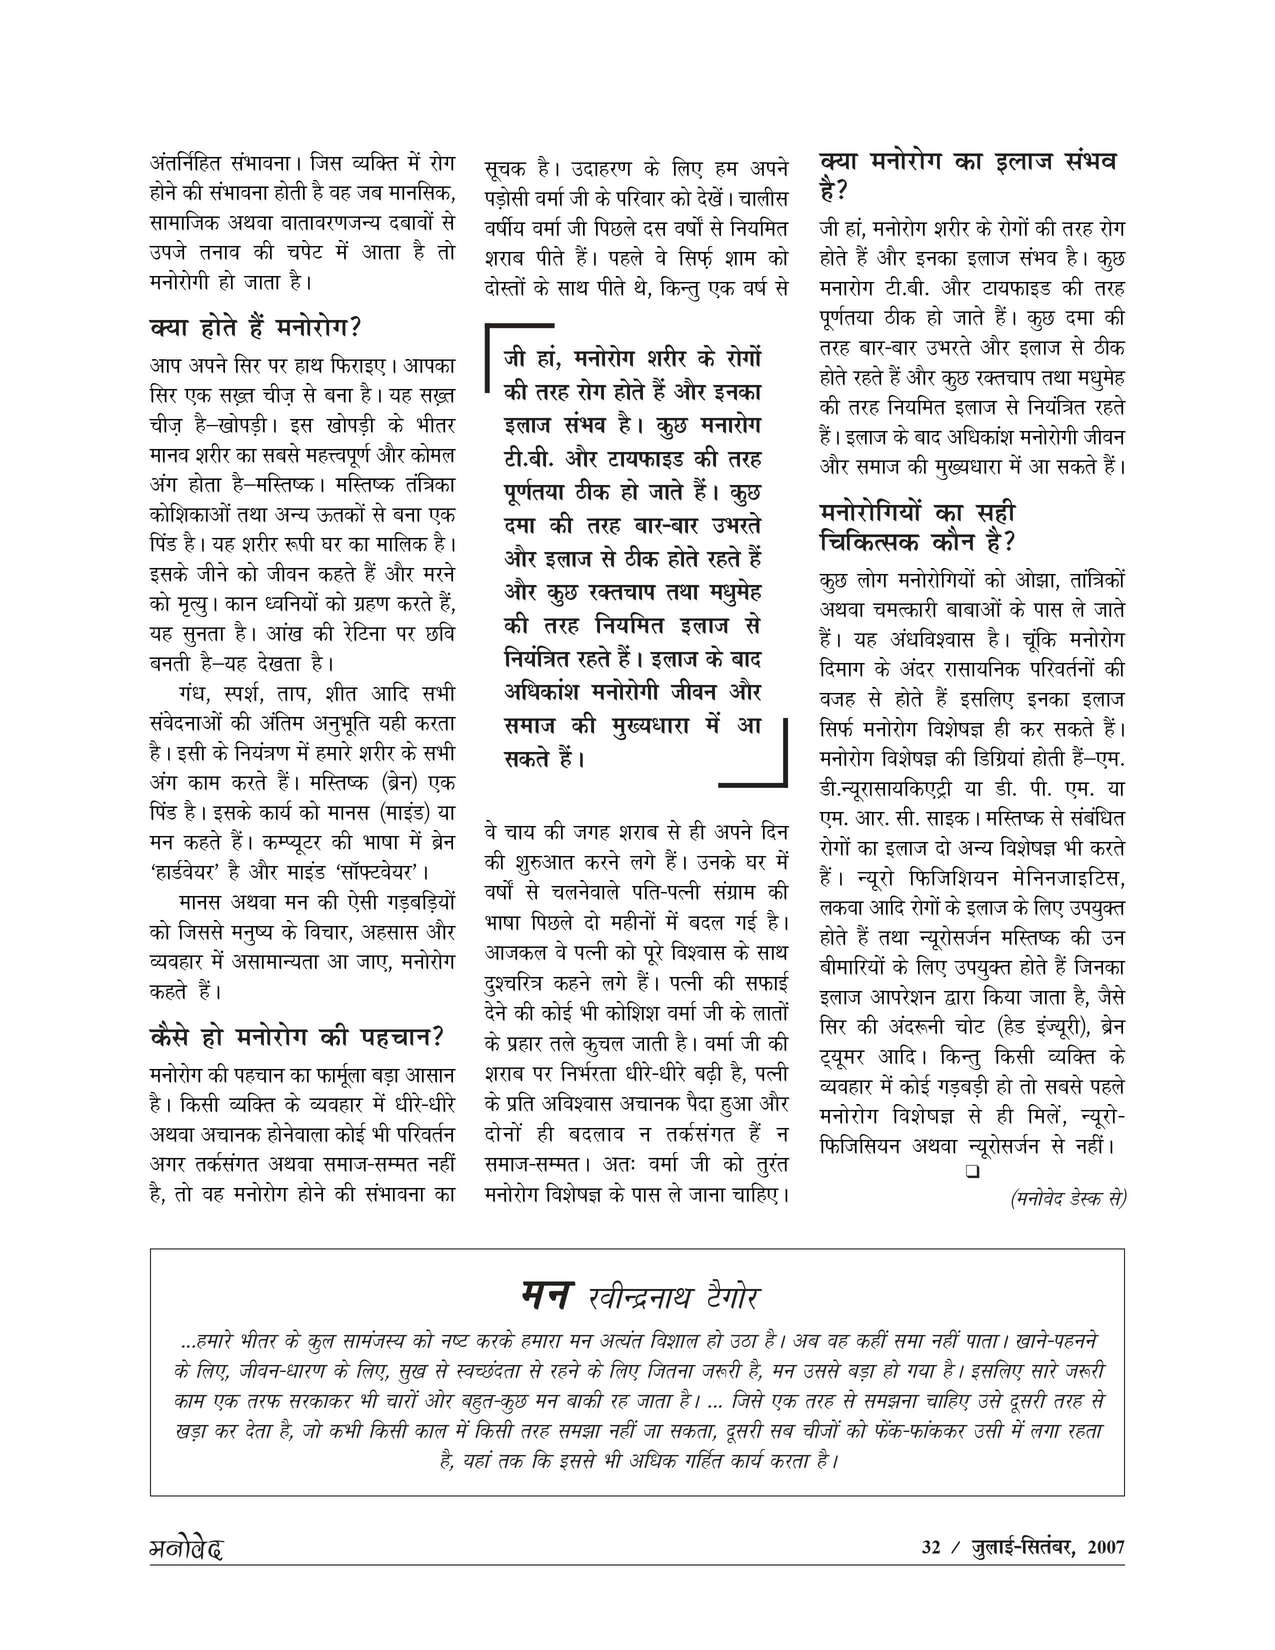 अंतर्निहित संभावना। जिस व्यक्ति में रोग
होने की संभावना होती है वह जब मानसिक,
सामाजिक अथवा वातावरणजन्य दबावों से
उपजे तनाव की चपेट में आता है तो
मनोरोगी हो जाता है।
क्या होते हैं मनोरोग?
आप अपने सिर पर हाथ फिराइए। आपका
सिर एक सख़्त चीज़ से बना है। यह सख़्त
चीज़ है–खोपड़ी। इस खोपड़ी के भीतर
मानव शरीर का सबसे महत्त्वपूर्ण और कोमल
अंग होता है–मस्तिष्क। मस्तिष्क तंत्रिका
कोशिकाओं तथा अन्य ऊतकों से बना एक
पिंड है। यह शरीर रूपी घर का मालिक है।
इसके जीने को जीवन कहते हैं और मरने
को मृत्यु। कान ध्वनियों को ग्रहण करते हैं,
यह सुनता है। आंख की रेटिना पर छवि
बनती है–यह देखता है।
गंध, स्पर्श, ताप, शीत आदि सभी
संवेदनाओं की अंतिम अनुभूति यही करता
है। इसी के नियंत्रण में हमारे शरीर के सभी
अंग काम करते हैं। मस्तिष्क (ब्रेन) एक
पिंड है। इसके कार्य को मानस (माइंड) या
मन कहते हैं। कम्प्यूटर की भाषा में ब्रेन
‘हार्डवेयर’ है और माइंड ‘सॉफ्टवेयर’।
मानस अथवा मन की ऐसी गड़बड़ियों
को जिससे मनुष्य के विचार, अहसास और
व्यवहार में असामान्यता आ जाए, मनोरोग
कहते हैं।
कैसे हो मनोरोग की पहचान?
मनोरोग की पहचान का फार्मूला बड़ा आसान
है। किसी व्यक्ति के व्यवहार में धीरे-धीरे
अथवा अचानक होनेवाला कोई भी परिवर्तन
अगर तर्कसंगत अथवा समाज-सम्मत नहीं
है, तो वह मनोरोग होने की संभावना का
सूचक है। उदाहरण के लिए हम अपने
पड़ोसी वर्मा जी के परिवार को देखें। चालीस
वर्षीय वर्मा जी पिछले दस वर्षों से नियमित
शराब पीते हैं। पहले वे सिर्फ़ शाम को
दोस्तों के साथ पीते थे, किन्तु एक वर्ष से
जी हां, मनोरोग शरीर के रोगों
की तरह रोग होते हैं और इनका
इलाज संभव है। कुछ मनारोग
टी.बी. और टायफाइड की तरह
पूर्णतया ठीक हो जाते हैं। कुछ
दमा की तरह बार-बार उभरते
और इलाज से ठीक होते रहते हैं
और कुछ रक्तचाप तथा मधुमेह
की तरह नियमित इलाज से
नियंत्रित रहते हैं। इलाज के बाद
अधिकांश मनोरोगी जीवन और
समाज की मुख्यधारा में आ
सकते हैं।
वे चाय की जगह शराब से ही अपने दिन
की शुरुआत करने लगे हैं। उनके घर में
वर्षों से चलनेवाले पति-पत्नी संग्राम की
भाषा पिछले दो महीनों में बदल गई है।
आजकल वे पत्नी को पूरे विश्वास के साथ
दुश्चरित्र कहने लगे हैं। पत्नी की सफाई
देने की कोई भी कोशिश वर्मा जी के लातों
के प्रहार तले कुचल जाती है। वर्मा जी की
शराब पर निर्भरता धीरे-धीरे बढ़ी है, पत्नी
के प्रति अविश्वास अचानक पैदा हुआ और
दोनों ही बदलाव न तर्कसंगत हैं न
समाज-सम्मत। अतः वर्मा जी को तुरंत
मनोरोग विशेषज्ञ के पास ले जाना चाहिए।
क्या मनोरोग का इलाज संभव
है?
जी हां, मनोरोग शरीर के रोगों की तरह रोग
होते हैं और इनका इलाज संभव है। कुछ
मनारोग टी.बी. और टायफाइड की तरह
पूर्णतया ठीक हो जाते हैं। कुछ दमा की
तरह बार-बार उभरते और इलाज से ठीक
होते रहते हैं और कुछ रक्तचाप तथा मधुमेह
की तरह नियमित इलाज से नियंत्रित रहते
हैं। इलाज के बाद अधिकांश मनोरोगी जीवन
और समाज की मुख्यधारा में आ सकते हैं।
मनोरोगियों का सही
चिकित्सक कौन है?
कुछ लोग मनोरोगियों को ओझा, तांत्रिकों
अथवा चमत्कारी बाबाओं के पास ले जाते
हैं। यह अंधविश्वास है। चूंकि मनोरोग
दिमाग के अंदर रासायनिक परिवर्तनों की
वजह से होते हैं इसलिए इनका इलाज
सिर्फ मनोरोग विशेषज्ञ ही कर सकते हैं।
मनोरोग विशेषज्ञ की डिग्रियां होती हैं–एम.
डी.न्यूरासायकिएट्री या डी. पी. एम. या
एम. आर. सी. साइक। मस्तिष्क से संबंधित
रोगों का इलाज दो अन्य विशेषज्ञ भी करते
हैं। न्यूरो फिजिशियन मेनिनजाइटिस,
लकवा आदि रोगों के इलाज के लिए उपयुक्त
होते हैं तथा न्यूरोसर्जन मस्तिष्क की उन
बीमारियों के लिए उपयुक्त होते हैं जिनका
इलाज आपरेशन द्वारा किया जाता है, जैसे
सिर की अंदरूनी चोट (हेड इंज्यूरी), ब्रेन
ट्यूमर आदि। किन्तु किसी व्यक्ति के
व्यवहार में कोई गड़बड़ी हो तो सबसे पहले
मनोरोग विशेषज्ञ से ही मिलें, न्यूरो-
फिजिसियन अथवा न्यूरोसर्जन से नहीं।
❑
(मनोवेद डेस्क से)
मन रवीन्द्रनाथ टैगोर
...हमारे भीतर के कुल सामंजस्य को नष्ट करके हमारा मन अत्यंत विशाल हो उठा है। अब वह कहीं समा नहीं पाता। खाने-पहनने
के लिए, जीवन-धारण के लिए, सुख से स्वच्छंदता से रहने के लिए जितना जरूरी है, मन उससे बड़ा हो गया है। इसलिए सारे जरूरी
काम एक तरफ सरकाकर भी चारों ओर बहुत-कुछ मन बाकी रह जाता है। ... जिसे एक तरह से समझना चाहिए उसे दूसरी तरह से
खड़ा कर देता है, जो कभी किसी काल में किसी तरह समझा नहीं जा सकता, दूसरी सब चीजों को फेंक-फांककर उसी में लगा रहता
है, यहां तक कि इससे भी अधिक गर्हित कार्य करता है।
मनोवेद
32 / जुलाई-सितंबर, 2007